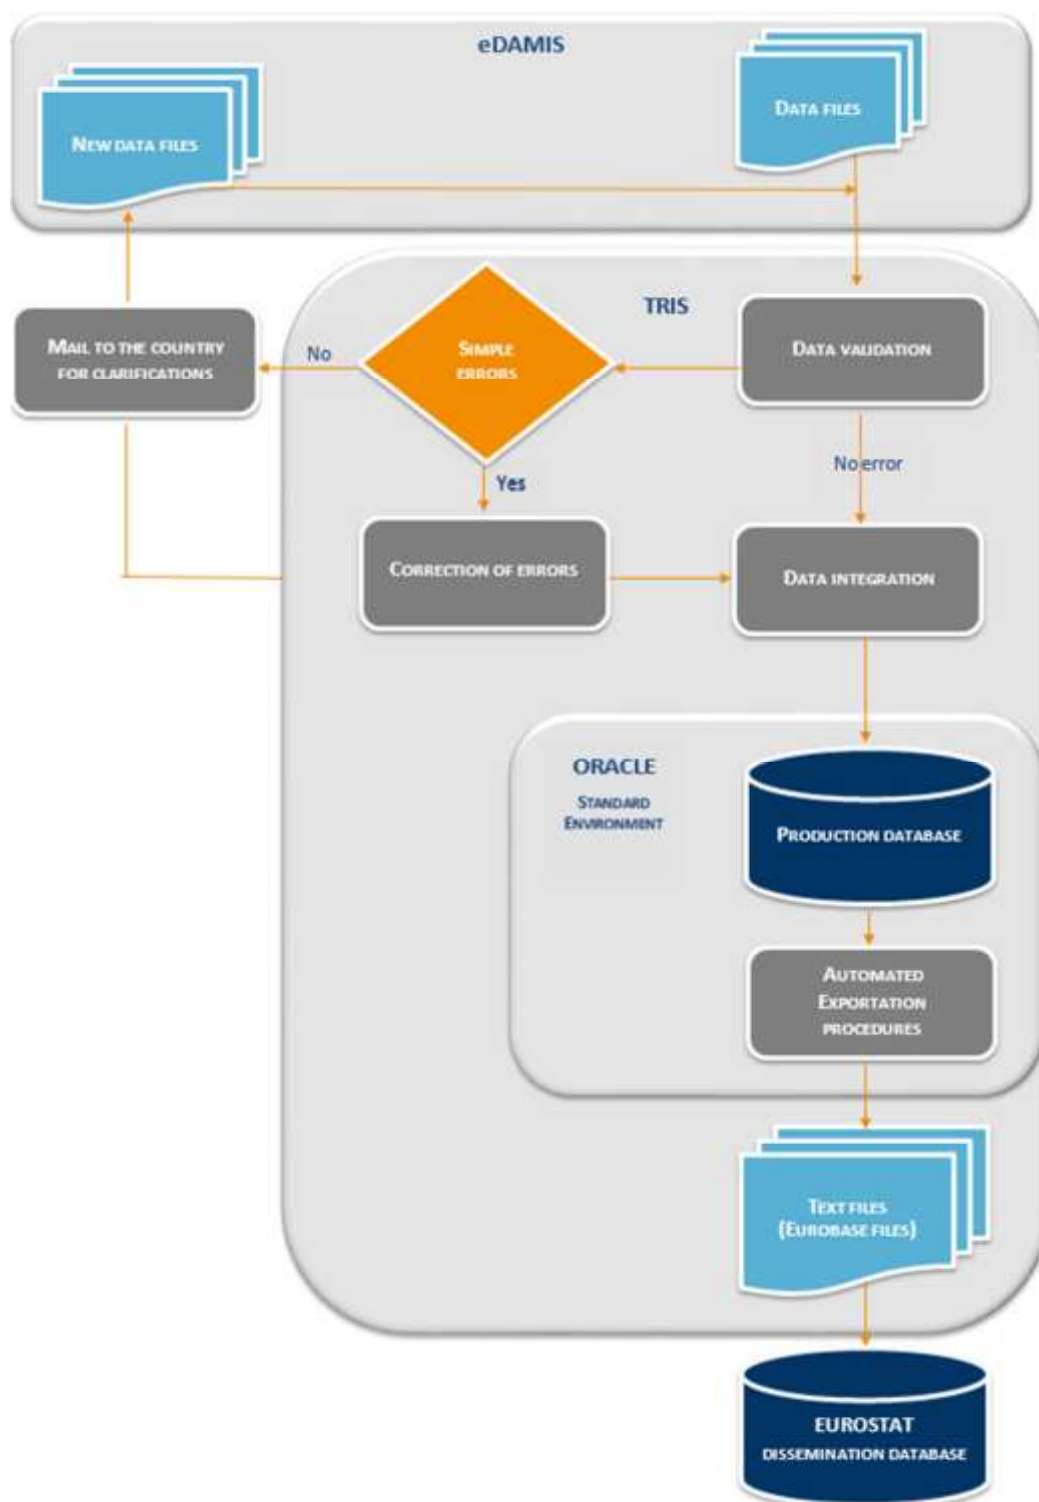 eDAMIS
NEW DATA FILES
DATA FILES
TRIS
MAIL TO THE COUNTRY
FOR CLARIFICATIONS
No
SIMPLE
ERRORS
DATA VALIDATION
Yes
No error
CORRECTION OF ERRORS
DATA INTEGRATION
ORACLE
STANDARD
ENVIRONMENT
PRODUCTION DATABASE
AUTOMATED
EXPORTATION
PROCEDURES
TEXT FILES
(EUROBASE FILES)
EUROSTAT
DISSEMINATION DATABASE